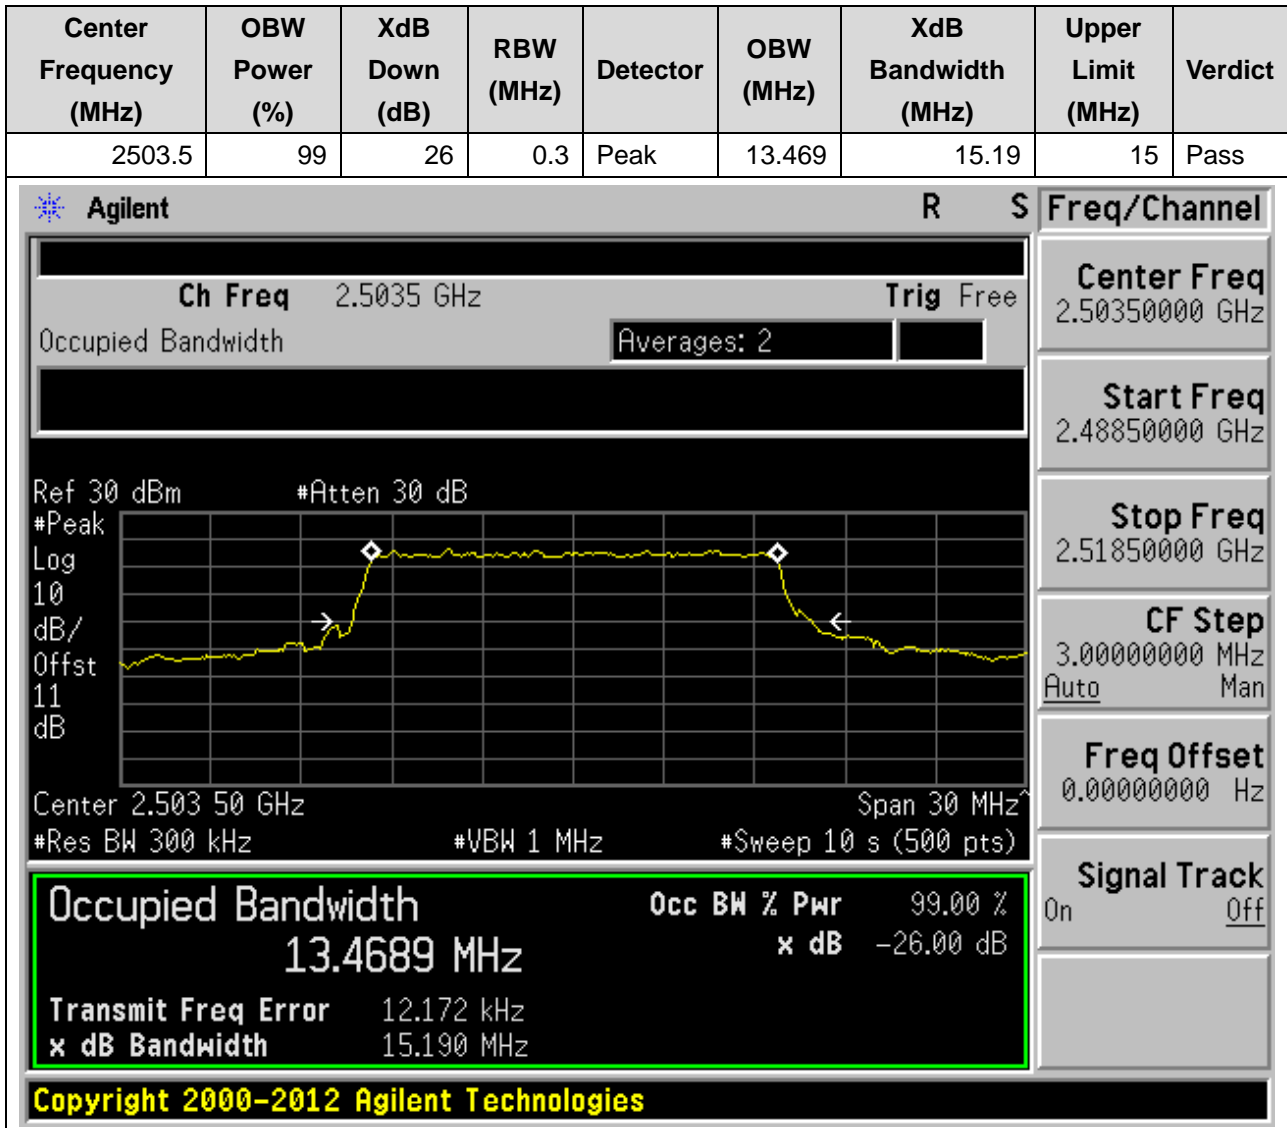 Center Frequency (MHz) OBW Power (%) XdB Down (dB) RBW (MHz) Detector OBW (MHz) XdB Bandwidth (MHz) Upper Limit (MHz) Verdict
2503.5 99 26 0.3 Peak 13.469 15.19 15 Pass
Agilent R S Freq/Channel
Ch Freq 2.5035 GHz Trig Free
Occupied Bandwidth Averages: 2
Center Freq
2.50350000 GHz
Start Freq
2.48850000 GHz
Stop Freq
2.51850000 GHz
CF Step
3.00000000 MHz
Auto Man
Freq Offset
0.00000000 Hz
Signal Track
On Off
Ref 30 dBm #Atten 30 dB
#Peak
Log
10
dB/
Offst
11
dB
Center 2.503 50 GHz Span 30 MHz^
#Res BW 300 kHz #VBW 1 MHz #Sweep 10 s (500 pts)
Occupied Bandwidth Occ BW % Pwr 99.00 %
13.4689 MHz x dB -26.00 dB
Transmit Freq Error 12.172 kHz
x dB Bandwidth 15.190 MHz
Copyright 2000-2012 Agilent Technologies